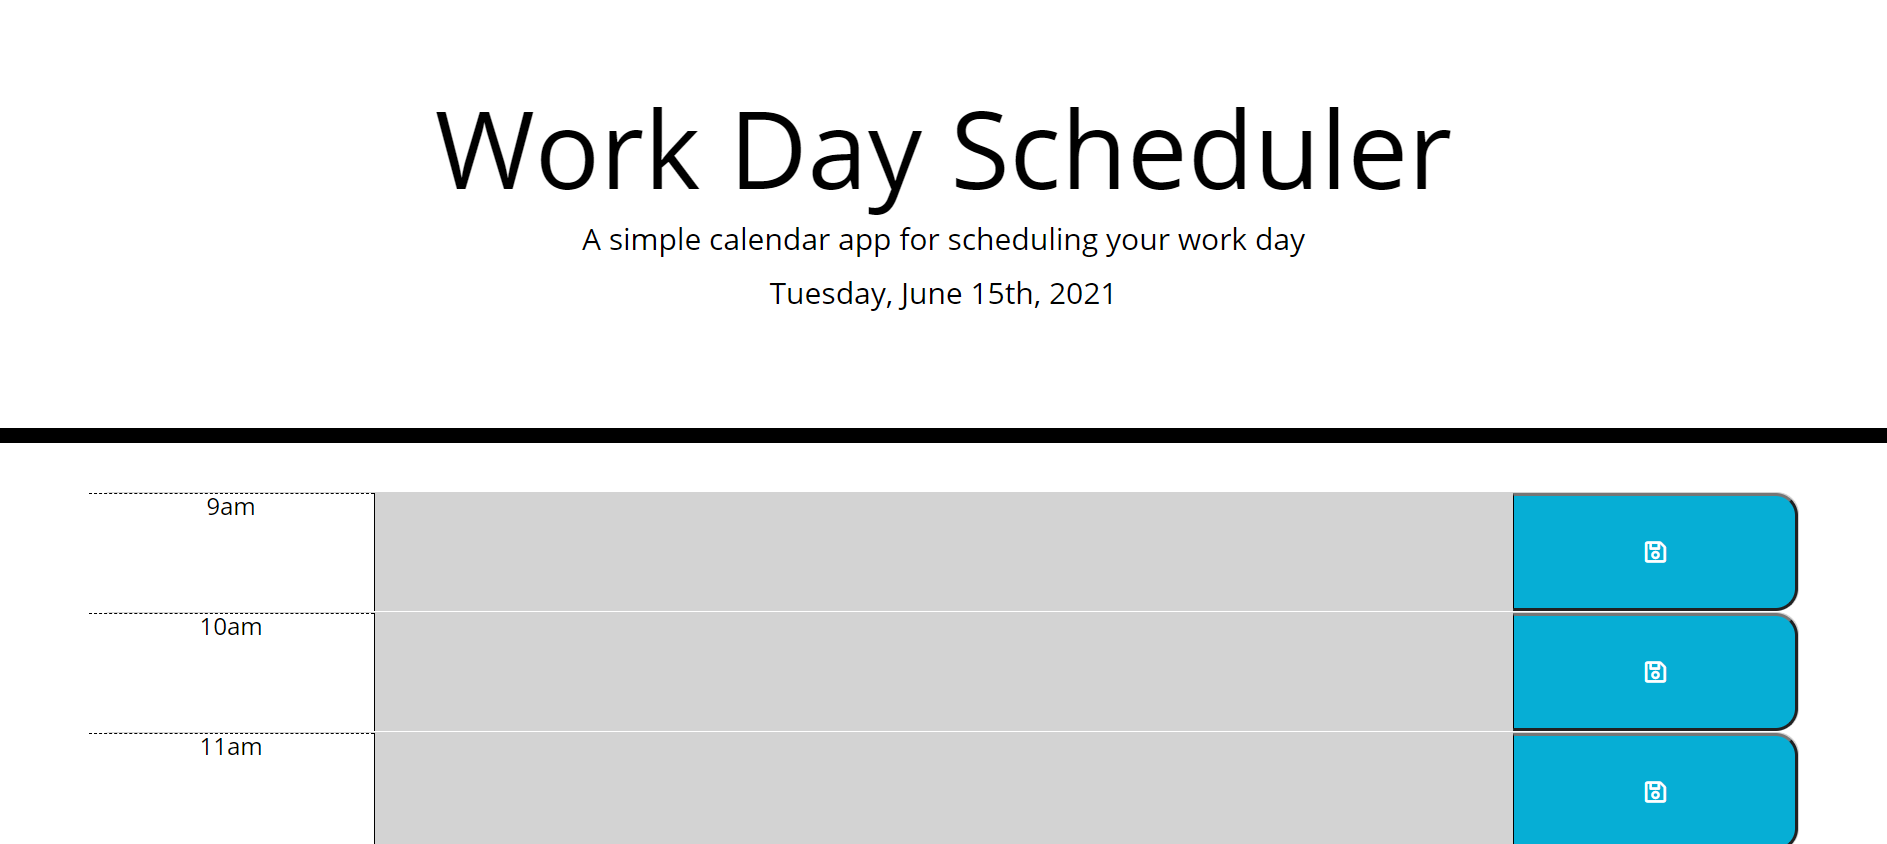 Work Day Scheduler
A simple calendar app for scheduling your work day
Tuesday, June 15th, 2021
9am
10am
11am